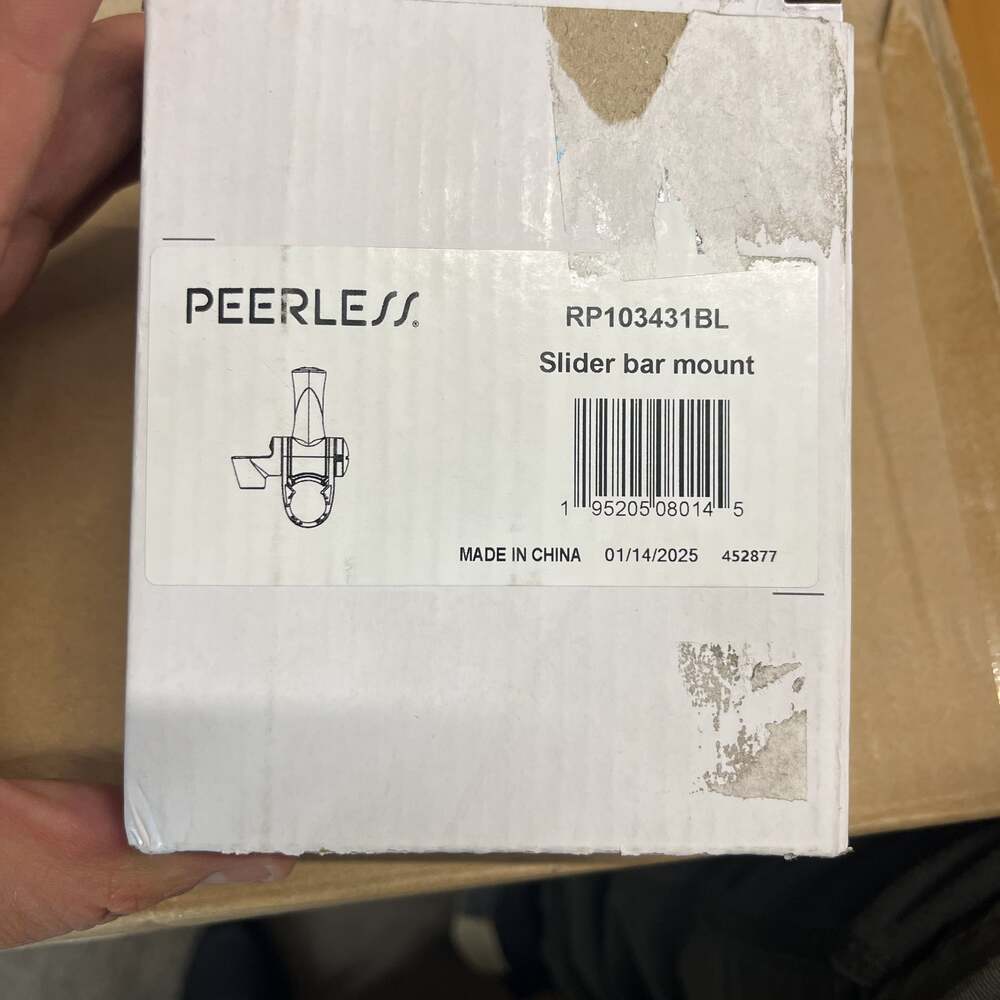 PEERLESS®
RP103431BL
Slider bar mount
1 95205 08014 5
MADE IN CHINA 01/14/2025 452877